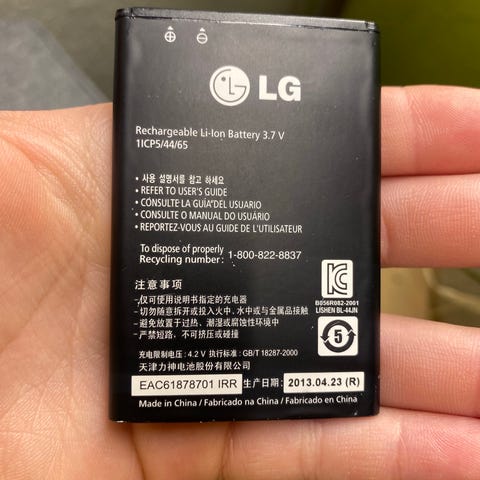 ⊕ ⊖
LG
Rechargeable Li-Ion Battery 3.7 V
1ICP5/44/65
• 사용 설명서를 참고 하세요
• REFER TO USER'S GUIDE
• CONSULTE LA GUÍA DEL USUARIO
• CONSULTE O MANUAL DO USUÁRIO
• REPORTEZ-VOUS AU GUIDE DE L'UTILISATEUR
To dispose of properly
Recycling number : 1-800-822-8837
注意事项
•仅可使用说明书指定的充电器
•切勿随意拆开或投入火中、水中或与金属品接触
•避免放置于过热、潮湿或腐蚀性环境中
•严禁短路、不可挤压或碰撞
充电限制电压 : 4.2 V 执行标准: GB/T 18287-2000
天津力神电池股份有限公司
EAC61878701 IRR 生产日期: 2013.04.23 (R)
Made in China / Fabricado na China / Fabricado en China
B056R082-2001
LISHEN BL-44JN
5